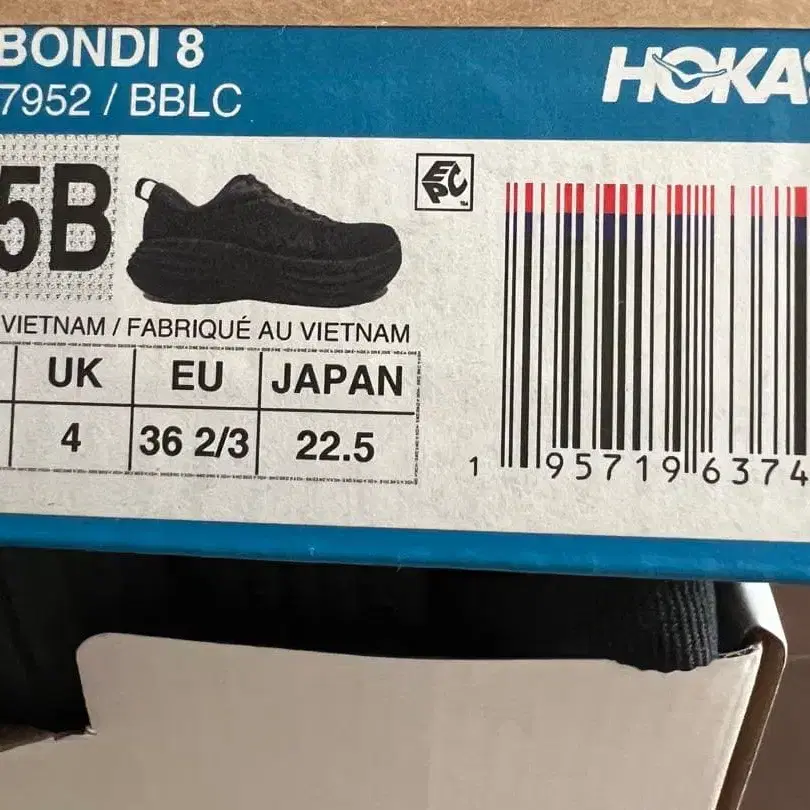 BONDI 8
7952 / BBLC
HOKA
5B
EPC
VIETNAM / FABRIQUÉ AU VIETNAM
UK EU JAPAN
4 36 2/3 22.5
1 95719 6374